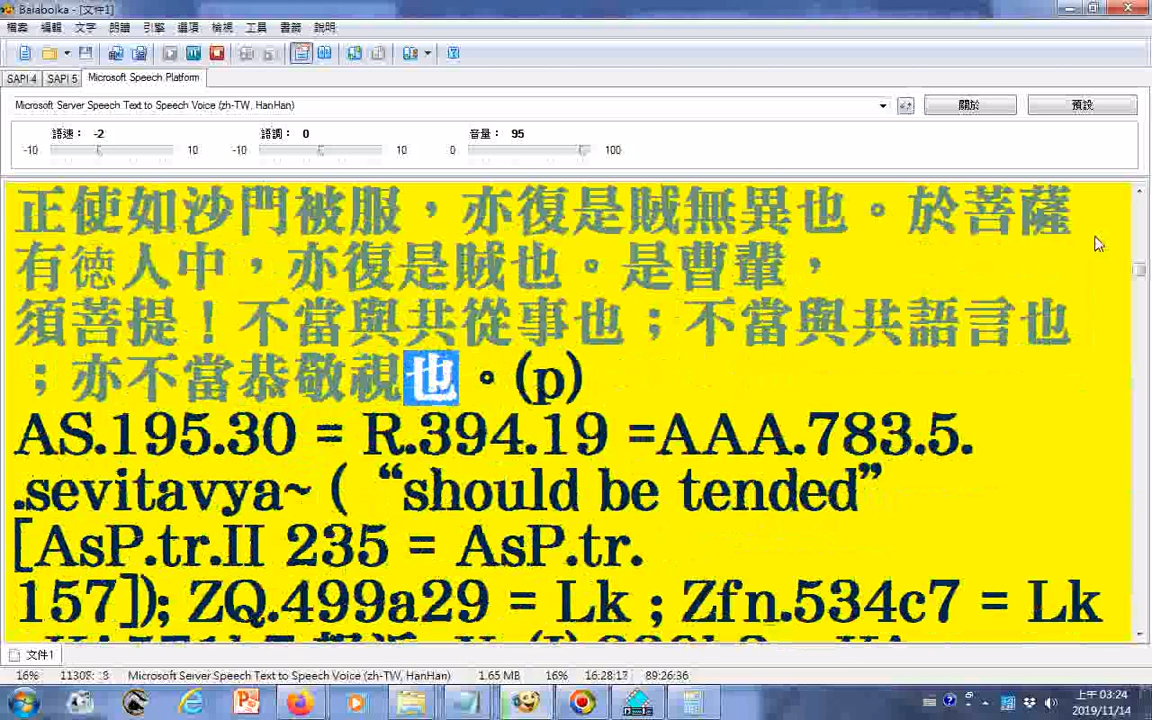 Balabolka - [文件1]
檔案 編輯 文字 朗讀 引擎 選項 檢視 工具 書籤 說明
SAPI 4 SAPI 5 Microsoft Speech Platform
Microsoft Server Speech Text to Speech Voice (zh-TW, HanHan) 關於 預設
語速： -2 語調： 0 音量： 95
-10 10 -10 10 0 100
正使如沙門被服，亦復是賊無異也。於菩薩
有德人中，亦復是賊也。是曹輩，
須菩提！不當與共從事也；不當與共語言也
；亦不當恭敬視也。(p)
AS.195.30 = R.394.19 =AAA.783.5.
.sevitavya~ ( “should be tended”
[AsP.tr.II 235 = AsP.tr.
157]); ZQ.499a29 = Lk ; Zfn.534c7 = Lk
文件1
16% Microsoft Server Speech Text to Speech Voice (zh-TW, HanHan) 1.65 MB 16% 16:28:17 89:26:36
上午 03:24
2019/11/14